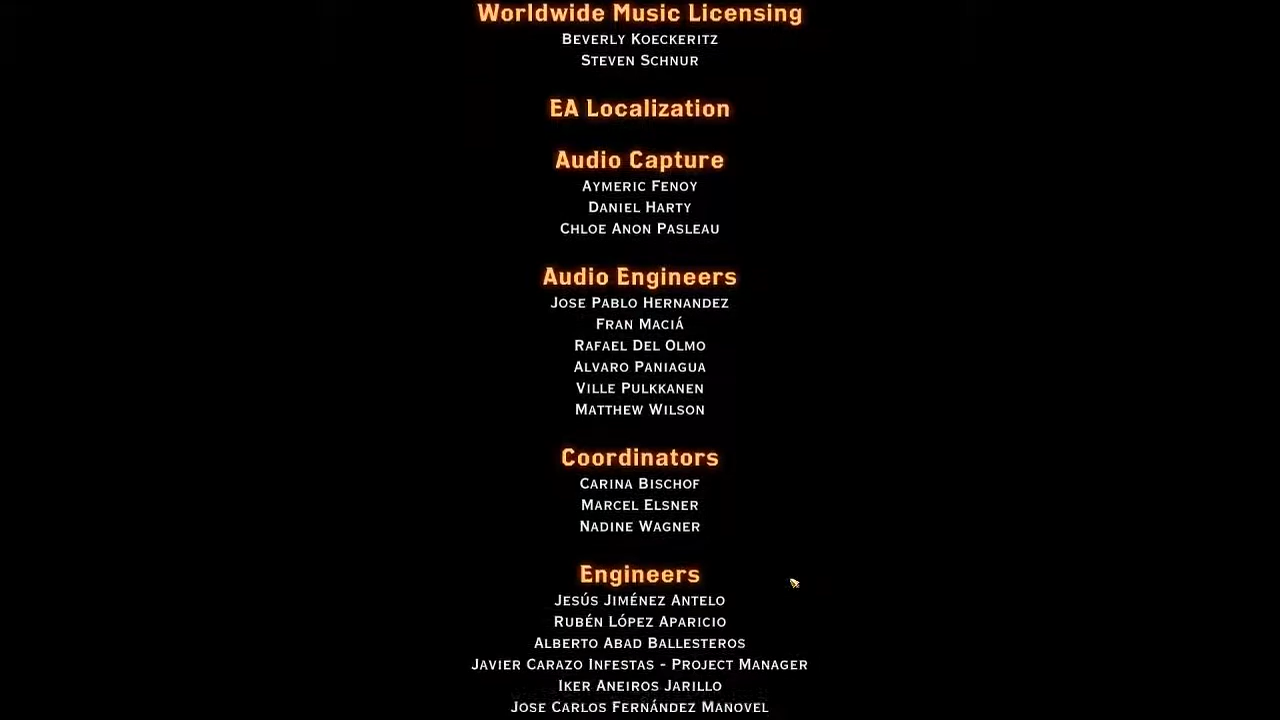 Worldwide Music Licensing
Beverly Koeckeritz
Steven Schnur
EA Localization
Audio Capture
Aymeric Fenoy
Daniel Harty
Chloe Anon Pasleau
Audio Engineers
Jose Pablo Hernandez
Fran Maciá
Rafael Del Olmo
Alvaro Paniagua
Ville Pulkkanen
Matthew Wilson
Coordinators
Carina Bischof
Marcel Elsner
Nadine Wagner
Engineers
Jesús Jiménez Antelo
Rubén López Aparicio
Alberto Abad Ballesteros
Javier Carazo Infestas - Project Manager
Iker Aneiros Jarillo
Jose Carlos Fernández Manovel